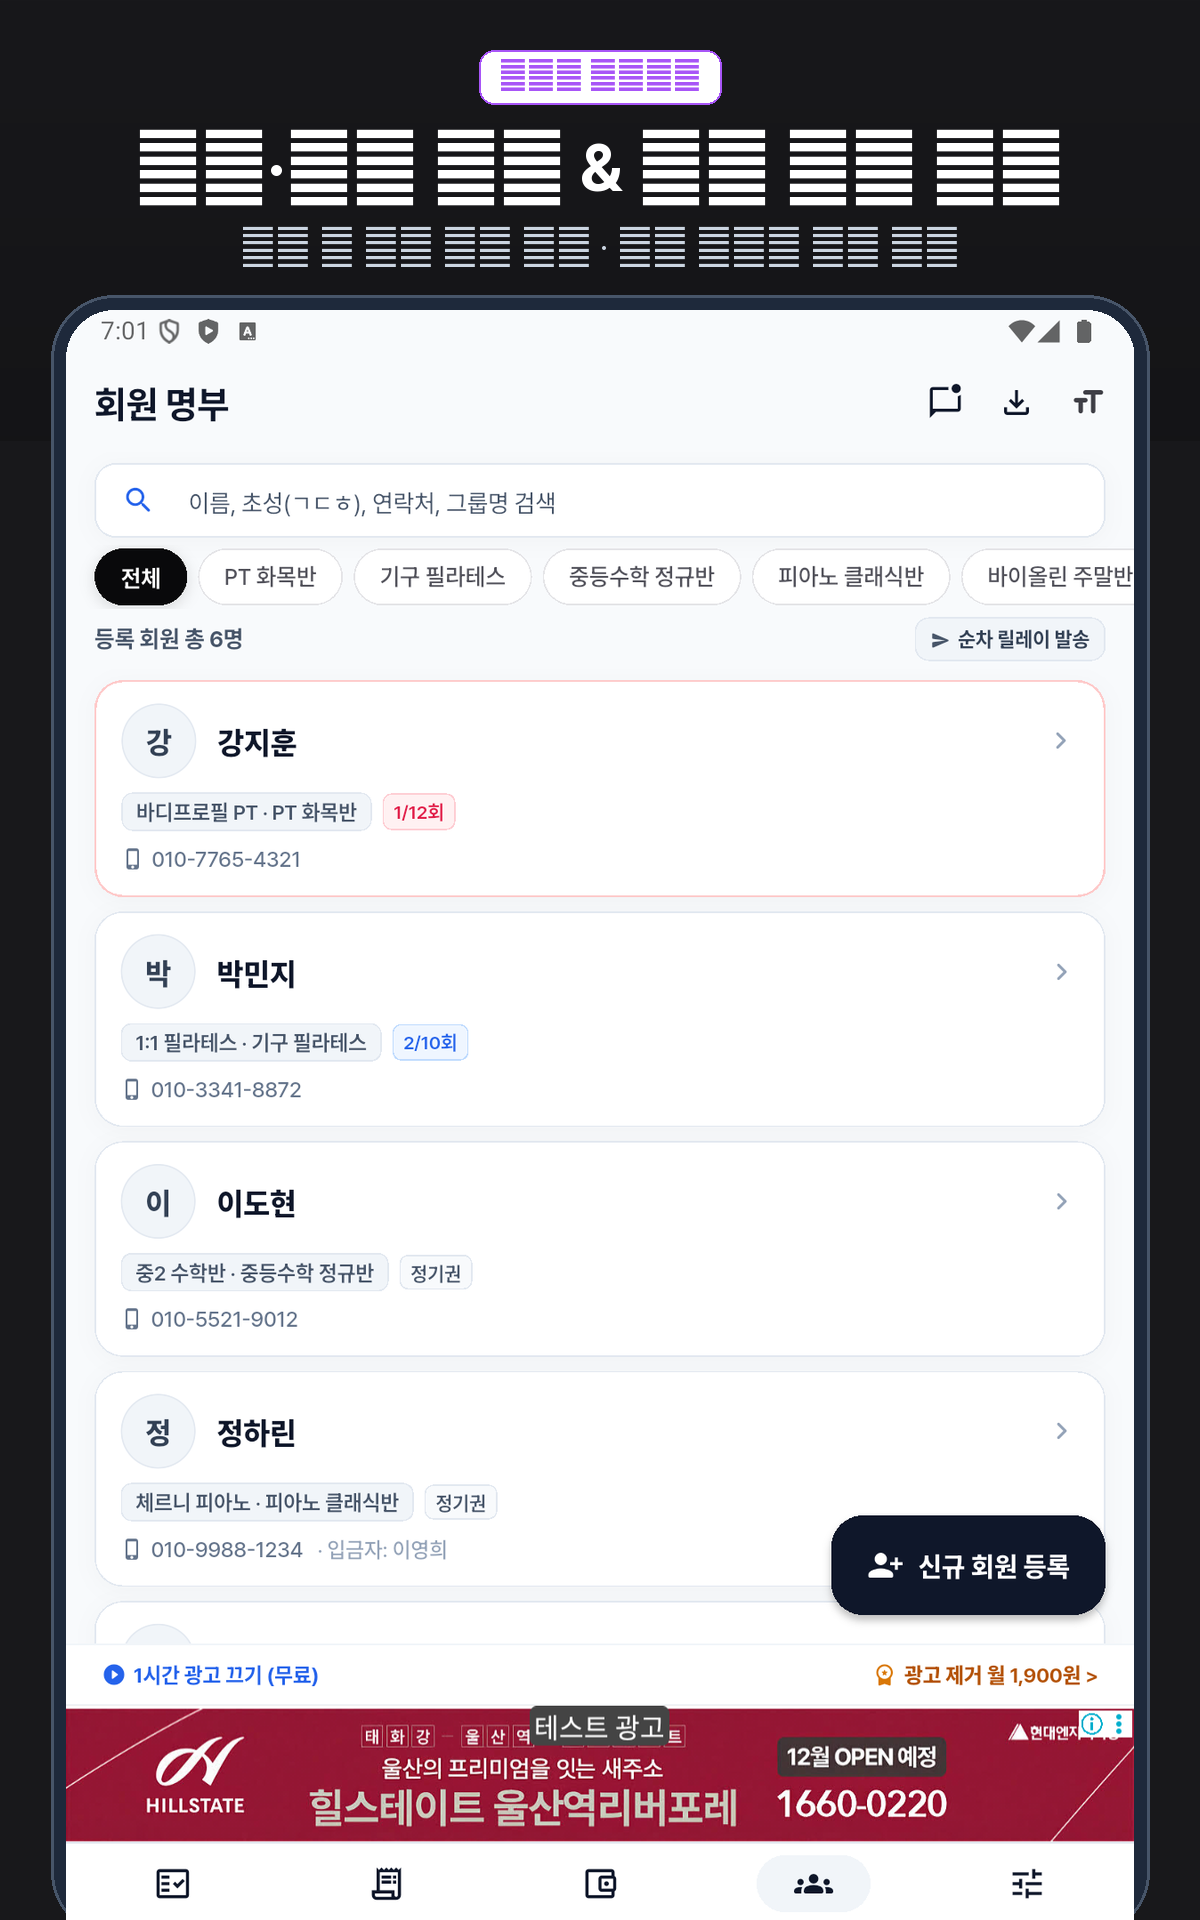 &
7:01
회원 명부
이름, 초성(ㄱㄷㅎ), 연락처, 그룹명 검색
전체
PT 화목반
기구 필라테스
중등수학 정규반
피아노 클래식반
바이올린 주말반
등록 회원 총 6명
순차 릴레이 발송
강 강지훈
바디프로필 PT · PT 화목반 1/12회
010-7765-4321
박 박민지
1:1 필라테스 · 기구 필라테스 2/10회
010-3341-8872
이 이도현
중2 수학반 · 중등수학 정규반 정기권
010-5521-9012
정 정하린
체르니 피아노 · 피아노 클래식반 정기권
010-9988-1234 · 입금자: 이영희
신규 회원 등록
1시간 광고 끄기 (무료)
광고 제거 월 1,900원 >
테스트 광고
태화강 - 울산역
울산의 프리미엄을 잇는 새주소
힐스테이트 울산역리버포레
HILLSTATE
12월 OPEN 예정
1660-0220